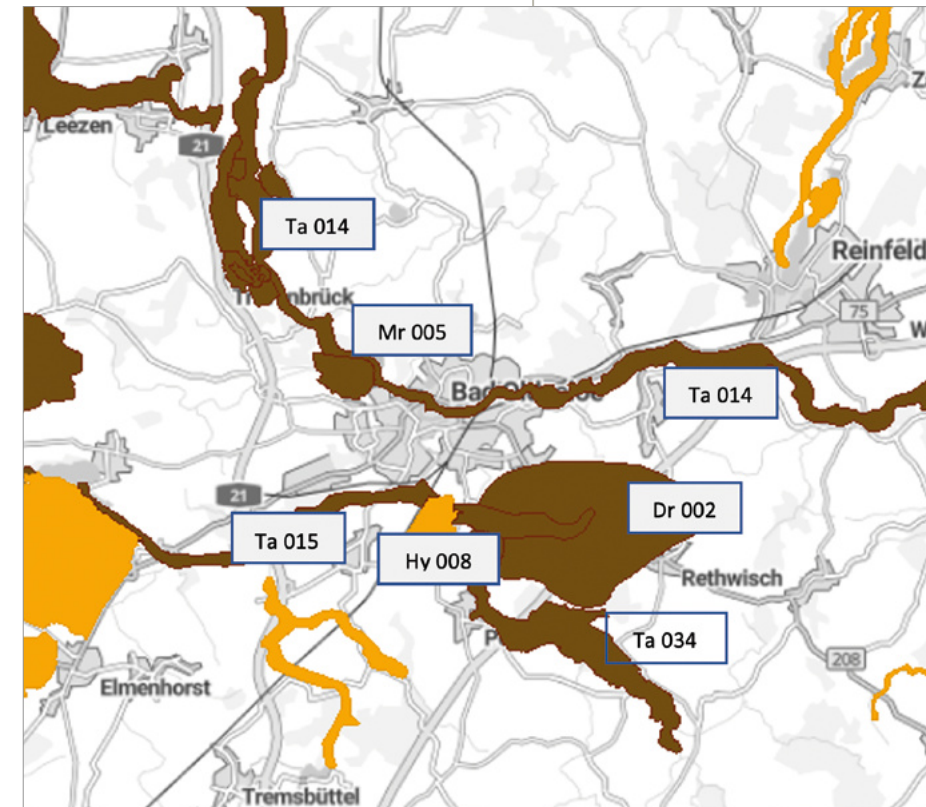 Leezen
21
Ta 014
Reinfeld
75
Mr 005
Ta 014
21
Dr 002
Ta 015
Hy 008
Rethwisch
Ta 034
208
Elmenhorst
Tremsbüttel